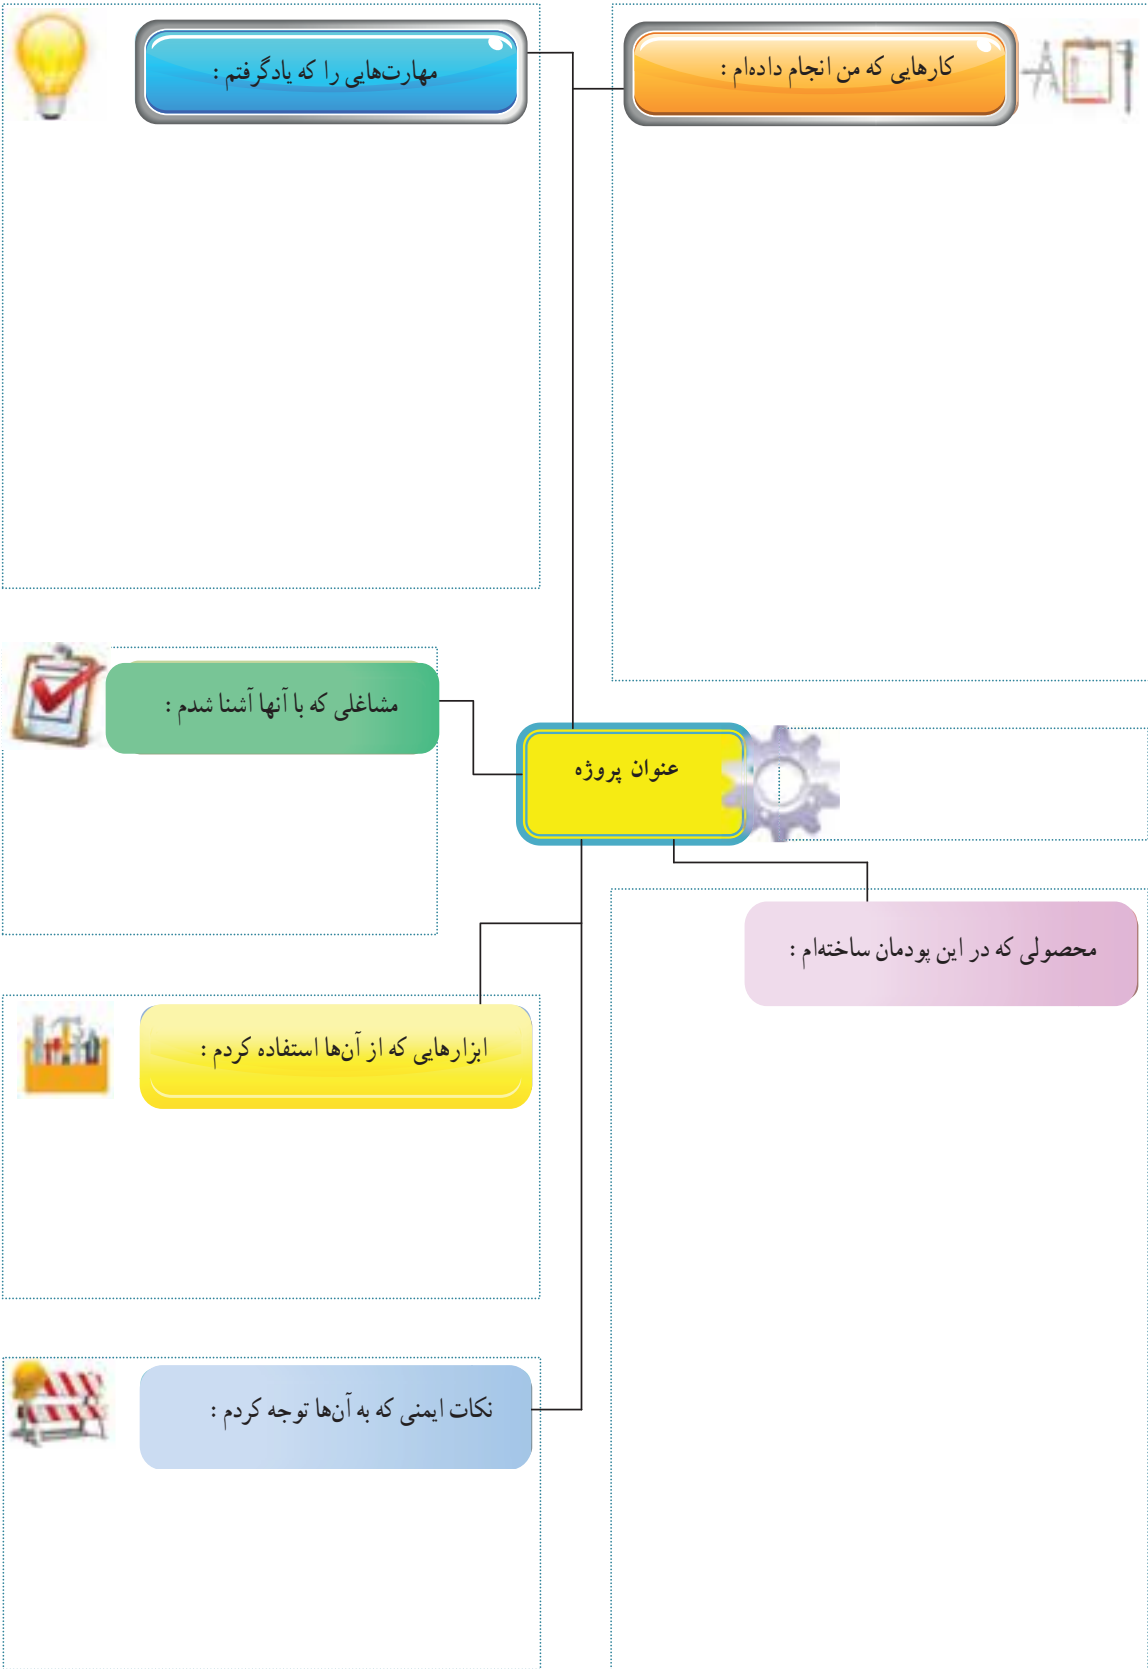 کارهایی که من انجام داده‌ام :
مهارت‌هایی را که یادگرفتم :
مشاغلی که با آنها آشنا شدم :
عنوان پروژه
محصولی که در این پودمان ساخته‌ام :
ابزارهایی که از آن‌ها استفاده کردم :
نکات ایمنی که به آن‌ها توجه کردم :